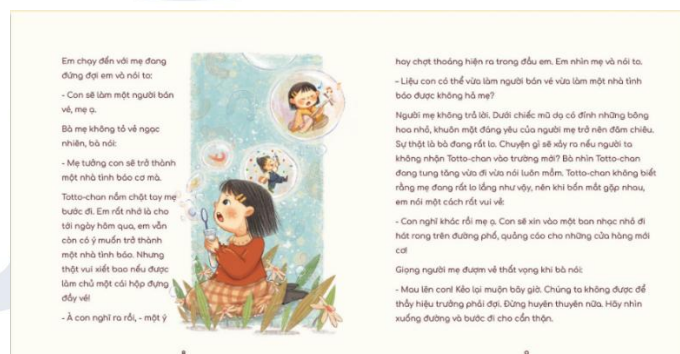 Em chạy đến với mẹ đang
đứng đợi em và nói to:
- Con sẽ làm một người bán
vé, mẹ ạ.
Bà mẹ không tỏ vẻ ngạc
nhiên, bà nói:
- Mẹ tưởng con sẽ trở thành
một nhà tình báo cơ mà.
Totto-chan nắm chặt tay mẹ
bước đi. Em rất nhớ là cho
tới ngày hôm qua, em vẫn
còn có ý muốn trở thành
một nhà tình báo. Nhưng
thật vui xiết bao nếu được
làm chủ một cái hộp đựng
đầy vé!
- À con nghĩ ra rồi, - một ý
hay chợt thoáng hiện ra trong đầu em. Em nhìn mẹ và nói to.
- Liệu con có thể vừa làm người bán vé vừa làm một nhà tình
báo được không hả mẹ?
Người mẹ không trả lời. Dưới chiếc mũ dạ có đính những bông
hoa nhỏ, khuôn mặt đáng yêu của người mẹ trở nên đăm chiêu.
Sự thật là bà đang rất lo. Chuyện gì sẽ xảy ra nếu người ta
không nhận Totto-chan vào trường mới? Bà nhìn Totto-chan
đang tung tăng vừa đi vừa nói luôn mồm. Totto-chan không biết
rằng mẹ đang rất lo lắng như vậy, nên khi bốn mắt gặp nhau,
em nói một cách rất vui vẻ:
- Con nghĩ khác rồi mẹ ạ. Con sẽ xin vào một ban nhạc nhỏ đi
hát rong trên đường phố, quảng cáo cho những cửa hàng mới
cơ!
Giọng người mẹ đượm vẻ thất vọng khi bà nói:
- Mau lên con! Kẻo lại muộn bây giờ. Chúng ta không được để
thầy hiệu trưởng phải đợi. Đừng huyên thuyên nữa. Hãy nhìn
xuống đường và bước đi cho cẩn thận.